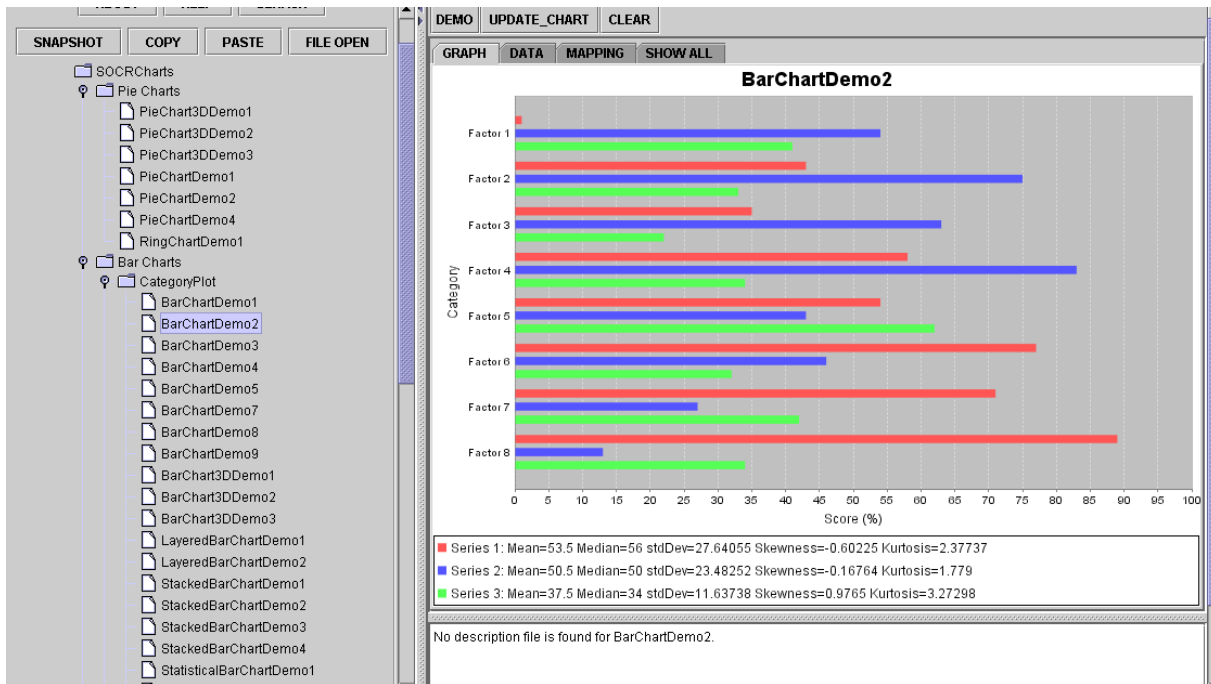 SNAPSHOT COPY PASTE FILE OPEN
SOCRCharts
Pie Charts
PieChart3DDemo1
PieChart3DDemo2
PieChart3DDemo3
PieChartDemo1
PieChartDemo2
PieChartDemo4
RingChartDemo1
Bar Charts
CategoryPlot
BarChartDemo1
BarChartDemo2
BarChartDemo3
BarChartDemo4
BarChartDemo5
BarChartDemo7
BarChartDemo8
BarChartDemo9
BarChart3DDemo1
BarChart3DDemo2
BarChart3DDemo3
LayeredBarChartDemo1
LayeredBarChartDemo2
StackedBarChartDemo1
StackedBarChartDemo2
StackedBarChartDemo3
StackedBarChartDemo4
StatisticalBarChartDemo1
DEMO UPDATE_CHART CLEAR
GRAPH DATA MAPPING SHOW ALL
BarChartDemo2
Category
Factor 1
Factor 2
Factor 3
Factor 4
Factor 5
Factor 6
Factor 7
Factor 8
0 5 10 15 20 25 30 35 40 45 50 55 60 65 70 75 80 85 90 95 100
Score (%)
Series 1: Mean=53.5 Median=56 stdDev=27.64055 Skewness=-0.60225 Kurtosis=2.37737
Series 2: Mean=50.5 Median=50 stdDev=23.48252 Skewness=-0.16764 Kurtosis=1.779
Series 3: Mean=37.5 Median=34 stdDev=11.63738 Skewness=0.9765 Kurtosis=3.27298
No description file is found for BarChartDemo2.